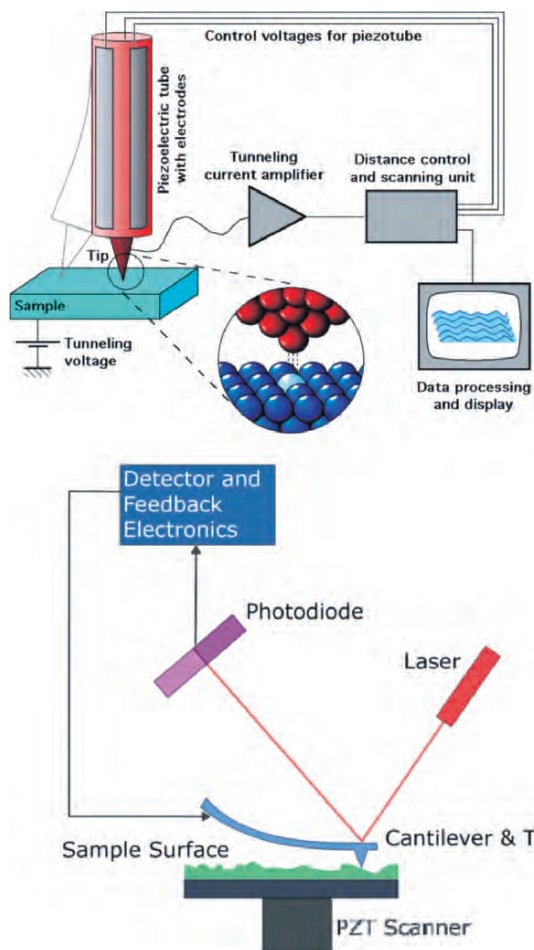 Control voltages for piezotube
Piezoelectric tube
with electrodes
Tunneling
current amplifier
Distance control
and scanning unit
Tip
Sample
Tunneling
voltage
Data processing
and display
Detector and
Feedback
Electronics
Photodiode
Laser
Cantilever & T
Sample Surface
PZT Scanner